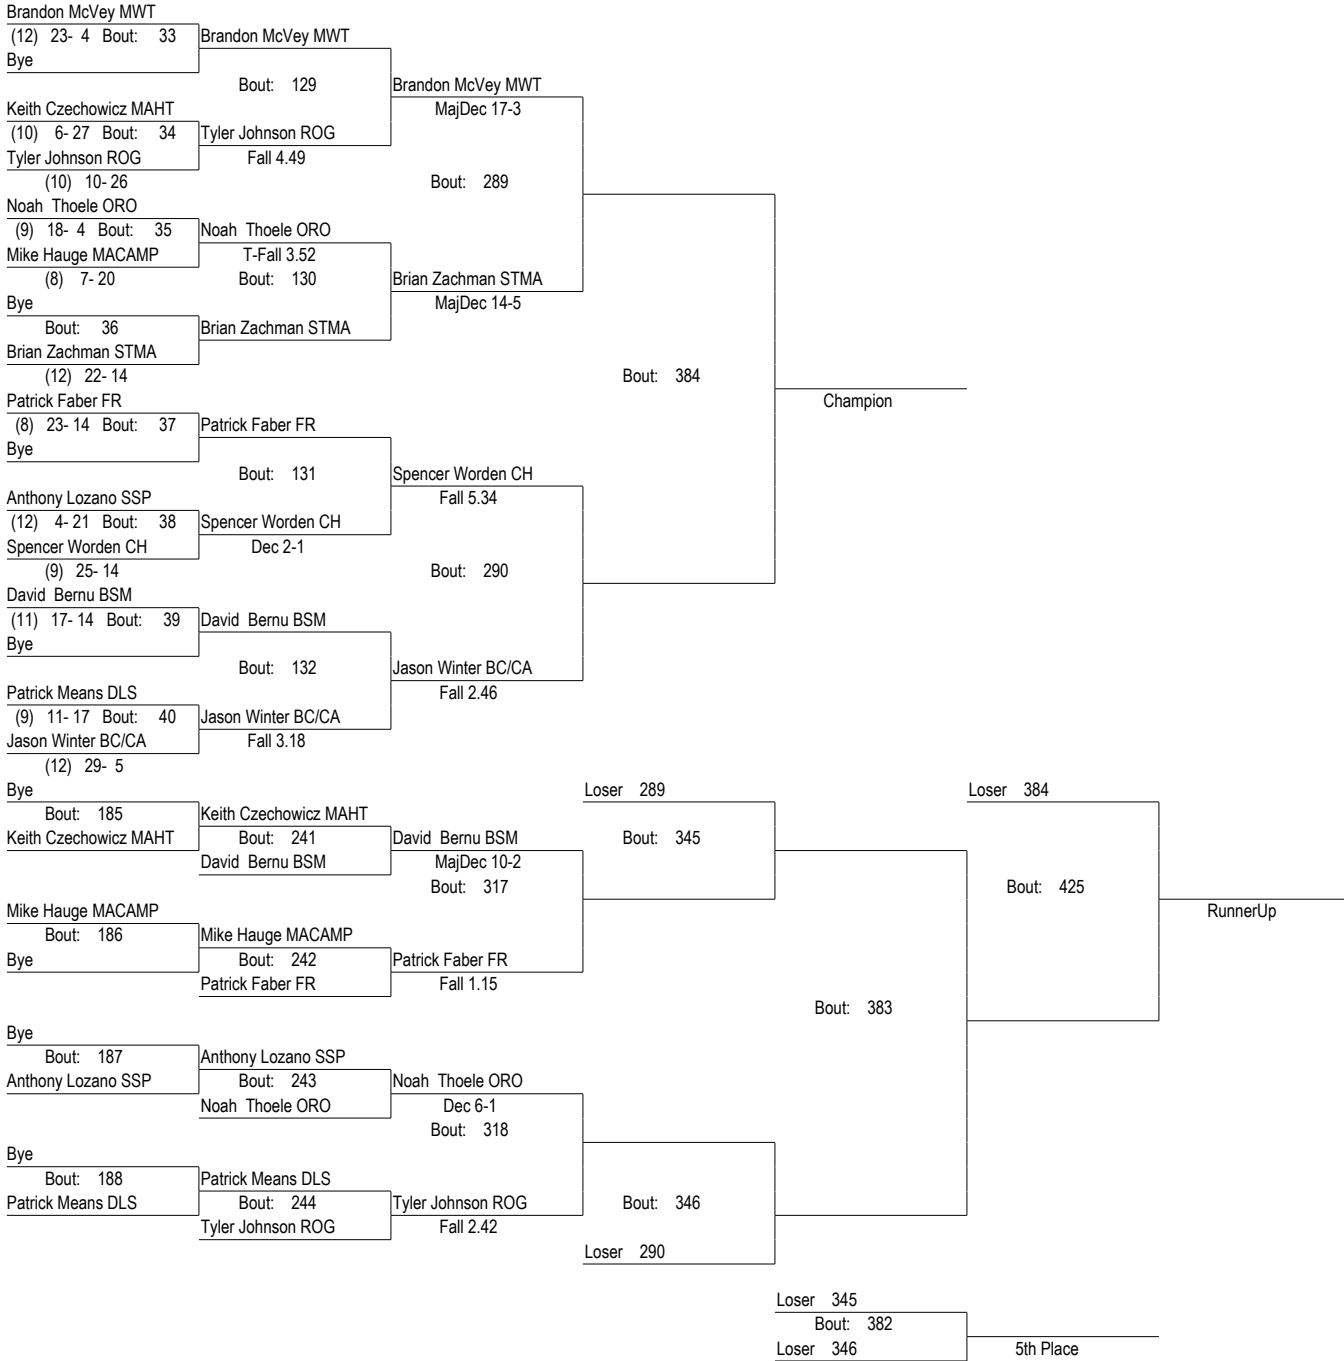 Brandon McVey MWT
(12) 23- 4 Bout: 33 Brandon McVey MWT
Bye
Bout: 129 Brandon McVey MWT
Keith Czechowicz MAHT MajDec 17-3
(10) 6- 27 Bout: 34 Tyler Johnson ROG
Tyler Johnson ROG Fall 4.49
(10) 10- 26 Bout: 289
Noah Thoele ORO
(9) 18- 4 Bout: 35 Noah Thoele ORO
Mike Hauge MACAMP T-Fall 3.52
(8) 7- 20 Bout: 130 Brian Zachman STMA
Bye MajDec 14-5
Bout: 36 Brian Zachman STMA
Brian Zachman STMA
(12) 22- 14 Bout: 384
Patrick Faber FR Champion
(8) 23- 14 Bout: 37 Patrick Faber FR
Bye
Bout: 131 Spencer Worden CH
Anthony Lozano SSP Fall 5.34
(12) 4- 21 Bout: 38 Spencer Worden CH
Spencer Worden CH Dec 2-1
(9) 25- 14 Bout: 290
David Bernu BSM
(11) 17- 14 Bout: 39 David Bernu BSM
Bye
Bout: 132 Jason Winter BC/CA
Patrick Means DLS Fall 2.46
(9) 11- 17 Bout: 40 Jason Winter BC/CA
Jason Winter BC/CA Fall 3.18
(12) 29- 5
Bye Loser 289 Loser 384
Bout: 185 Keith Czechowicz MAHT
Keith Czechowicz MAHT Bout: 241 David Bernu BSM Bout: 345
David Bernu BSM MajDec 10-2
Bout: 317 Bout: 425
Mike Hauge MACAMP RunnerUp
Bout: 186 Mike Hauge MACAMP
Bye Bout: 242 Patrick Faber FR
Patrick Faber FR Fall 1.15
Bout: 383
Bye
Bout: 187 Anthony Lozano SSP
Anthony Lozano SSP Bout: 243 Noah Thoele ORO
Noah Thoele ORO Dec 6-1
Bout: 318
Bye
Bout: 188 Patrick Means DLS
Patrick Means DLS Bout: 244 Tyler Johnson ROG Bout: 346
Tyler Johnson ROG Fall 2.42
Loser 290
Loser 345
Bout: 382
Loser 346 5th Place